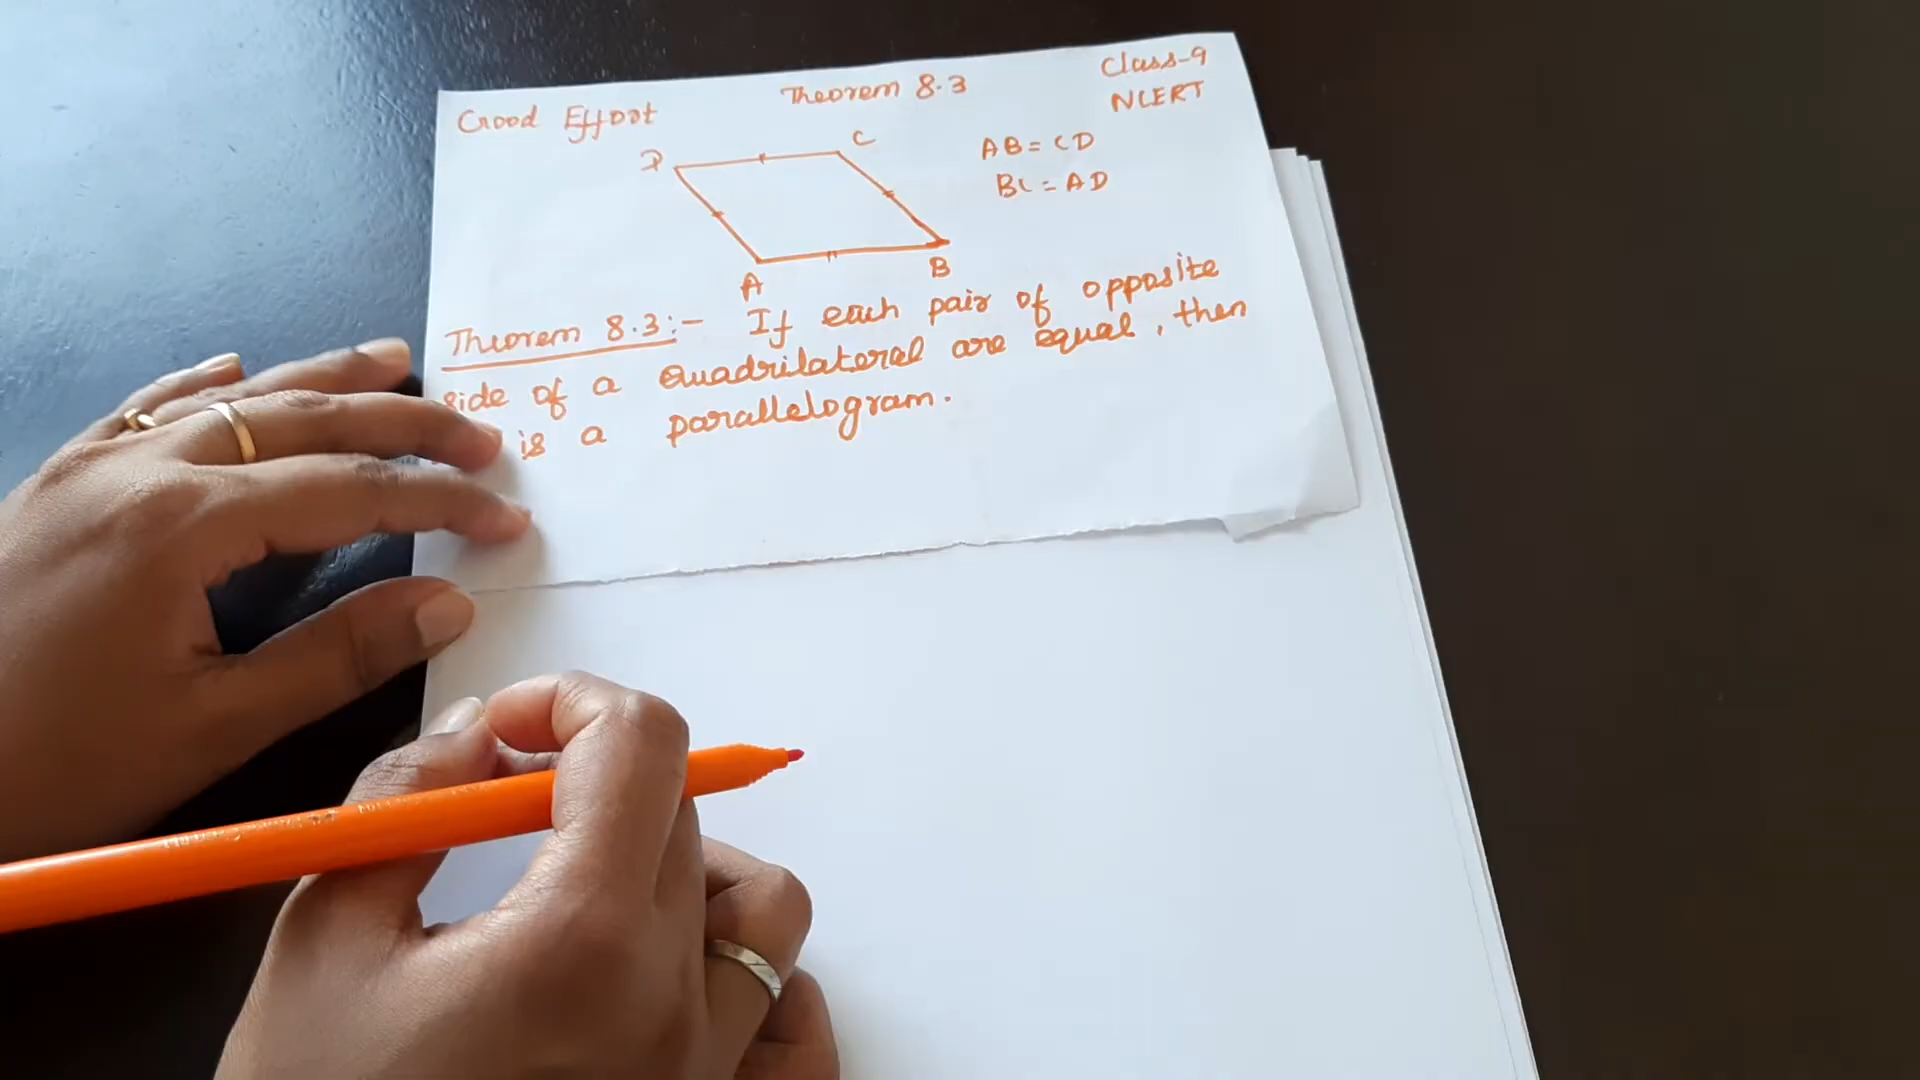 Good Effort
Theorem 8.3
Class-9
NCERT
D
C
AB = CD
BC = AD
A
B
Theorem 8.3:- If each pair of opposite
side of a quadrilateral are equal, then
is a parallelogram.